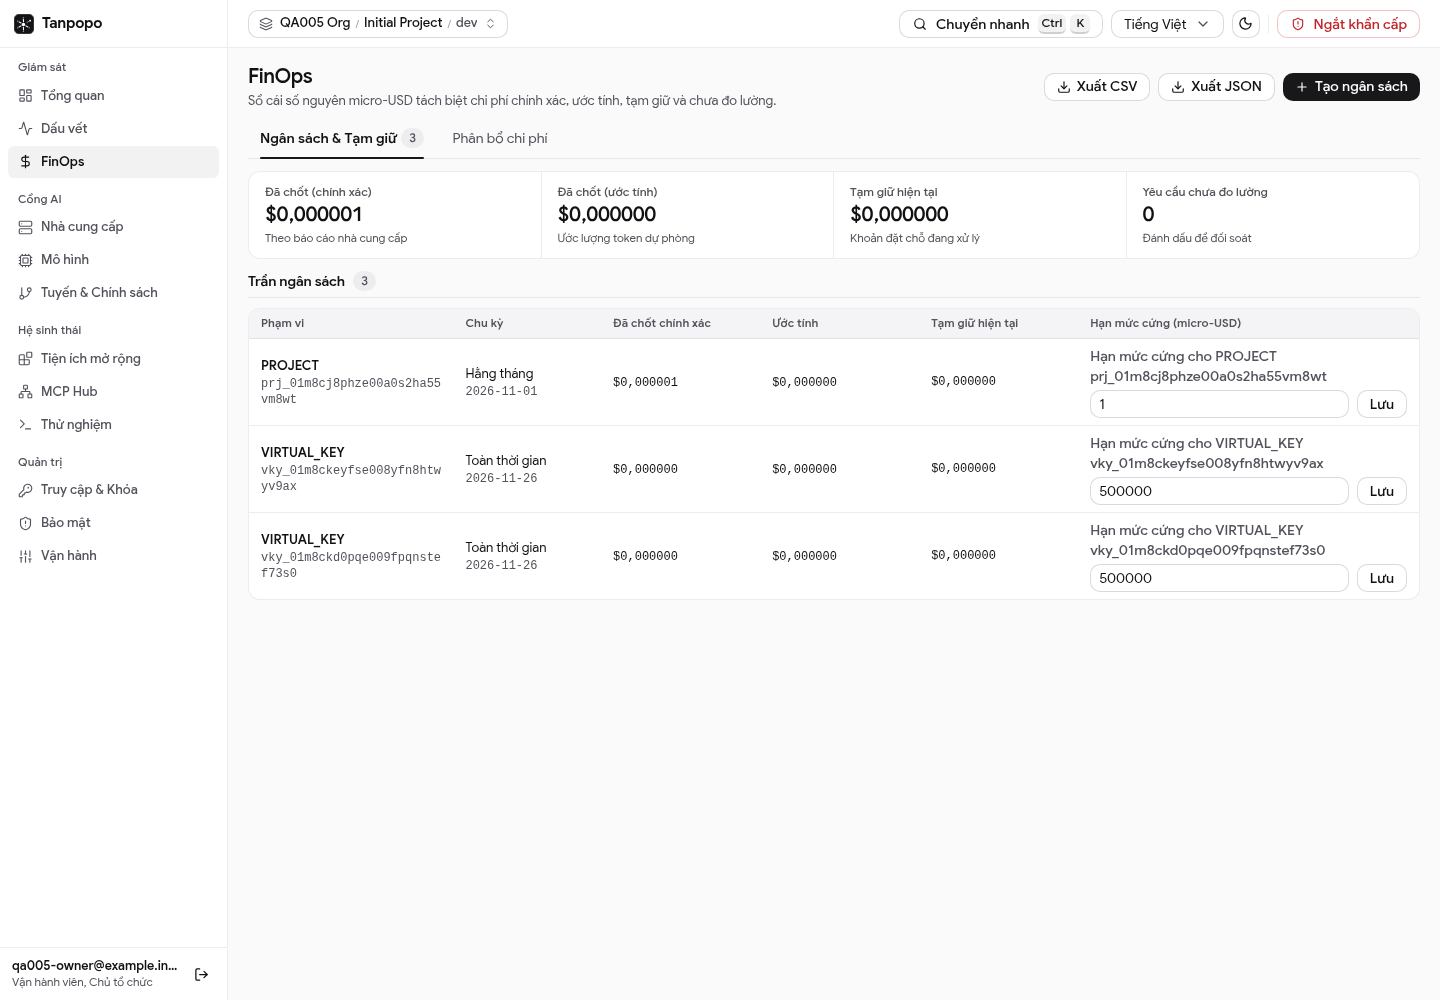 Tanpopo
QA005 Org / Initial Project / dev
Chuyển nhanh Ctrl K
Tiếng Việt
Ngắt khẩn cấp
Giám sát
Tổng quan
Dấu vết
FinOps
Cổng AI
Nhà cung cấp
Mô hình
Tuyến & Chính sách
Hệ sinh thái
Tiện ích mở rộng
MCP Hub
Thử nghiệm
Quản trị
Truy cập & Khóa
Bảo mật
Vận hành
qa005-owner@example.in...
Vận hành viên, Chủ tổ chức
FinOps
Sổ cái số nguyên micro-USD tách biệt chi phí chính xác, ước tính, tạm giữ và chưa đo lường.
Xuất CSV
Xuất JSON
Tạo ngân sách
Ngân sách & Tạm giữ 3
Phân bổ chi phí
Đã chốt (chính xác)
$0,000001
Theo báo cáo nhà cung cấp
Đã chốt (ước tính)
$0,000000
Ước lượng token dự phòng
Tạm giữ hiện tại
$0,000000
Khoản đặt chỗ đang xử lý
Yêu cầu chưa đo lường
0
Đánh dấu để đối soát
Trần ngân sách 3
Phạm vi Chu kỳ Đã chốt chính xác Ước tính Tạm giữ hiện tại Hạn mức cứng (micro-USD)
PROJECT
prj_01m8cj8phze00a0s2ha55
vm8wt
Hằng tháng
2026-11-01
$0,000001
$0,000000
$0,000000
Hạn mức cứng cho PROJECT
prj_01m8cj8phze00a0s2ha55vm8wt
1
Lưu
VIRTUAL_KEY
vky_01m8ckeyfse008yfn8htw
yv9ax
Toàn thời gian
2026-11-26
$0,000000
$0,000000
$0,000000
Hạn mức cứng cho VIRTUAL_KEY
vky_01m8ckeyfse008yfn8htwyv9ax
500000
Lưu
VIRTUAL_KEY
vky_01m8ckd0pqe009fpqnste
f73s0
Toàn thời gian
2026-11-26
$0,000000
$0,000000
$0,000000
Hạn mức cứng cho VIRTUAL_KEY
vky_01m8ckd0pqe009fpqnstef73s0
500000
Lưu